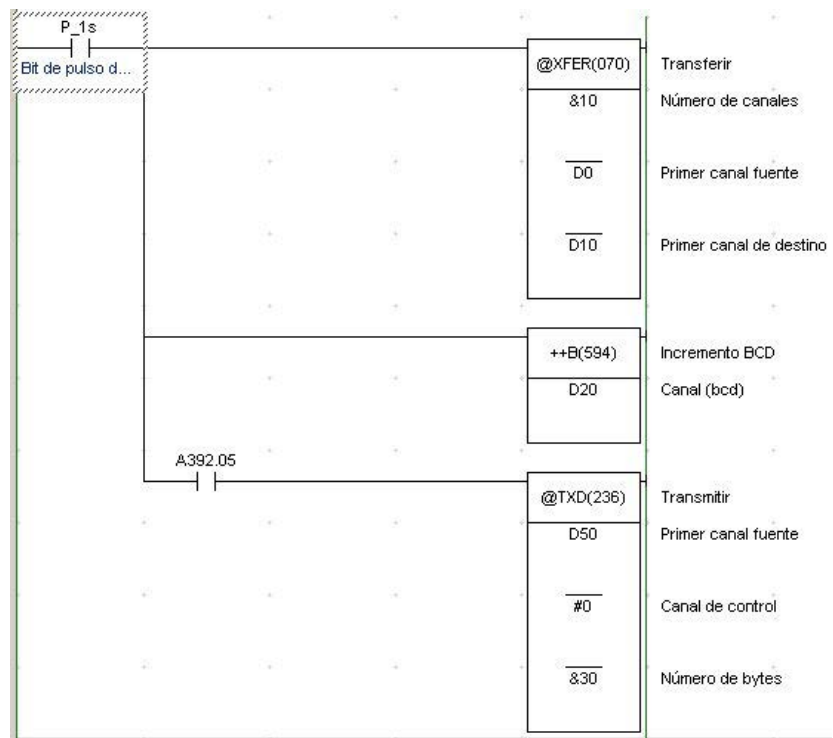 P_1s
Bit de pulso d...
@XFER(070) Transferir
&10 Número de canales
D0 Primer canal fuente
D10 Primer canal de destino
++B(594) Incremento BCD
D20 Canal (bcd)
A392.05
@TXD(236) Transmitir
D50 Primer canal fuente
#0 Canal de control
&30 Número de bytes